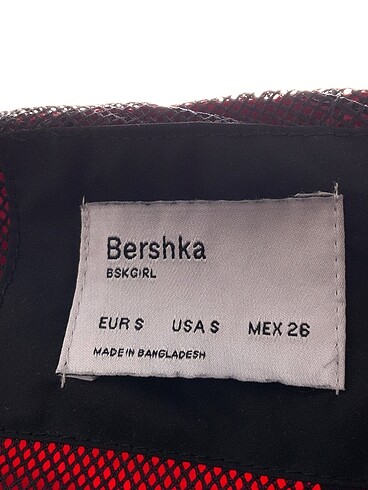 Bershka
BSKGIRL
EUR S USA S MEX 26
MADE IN BANGLADESH